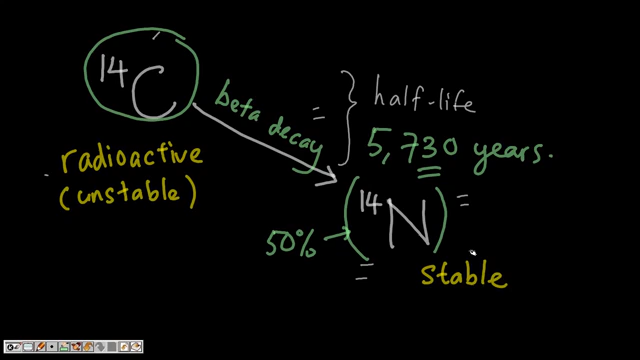 14C
beta decay
half-life
5,730 years.
radioactive
(unstable)
50%
(14N)
stable